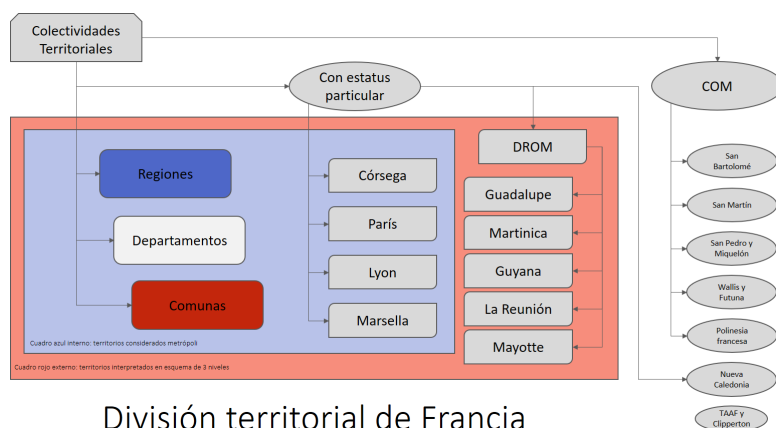 Colectividades
Territoriales
Con estatus
particular
COM
DROM
Regiones
Departamentos
Comunas
Córsega
París
Lyon
Marsella
Guadalupe
Martinica
Guyana
La Reunión
Mayotte
San
Bartolomé
San Martín
San Pedro y
Miquelón
Wallis y
Futuna
Polinesia
francesa
Nueva
Caledonia
TAAF y
Clipperton
Cuadro azul interno: territorios considerados metrópoli
Cuadro rojo externo: territorios interpretados en esquema de 3 niveles
División territorial de Francia